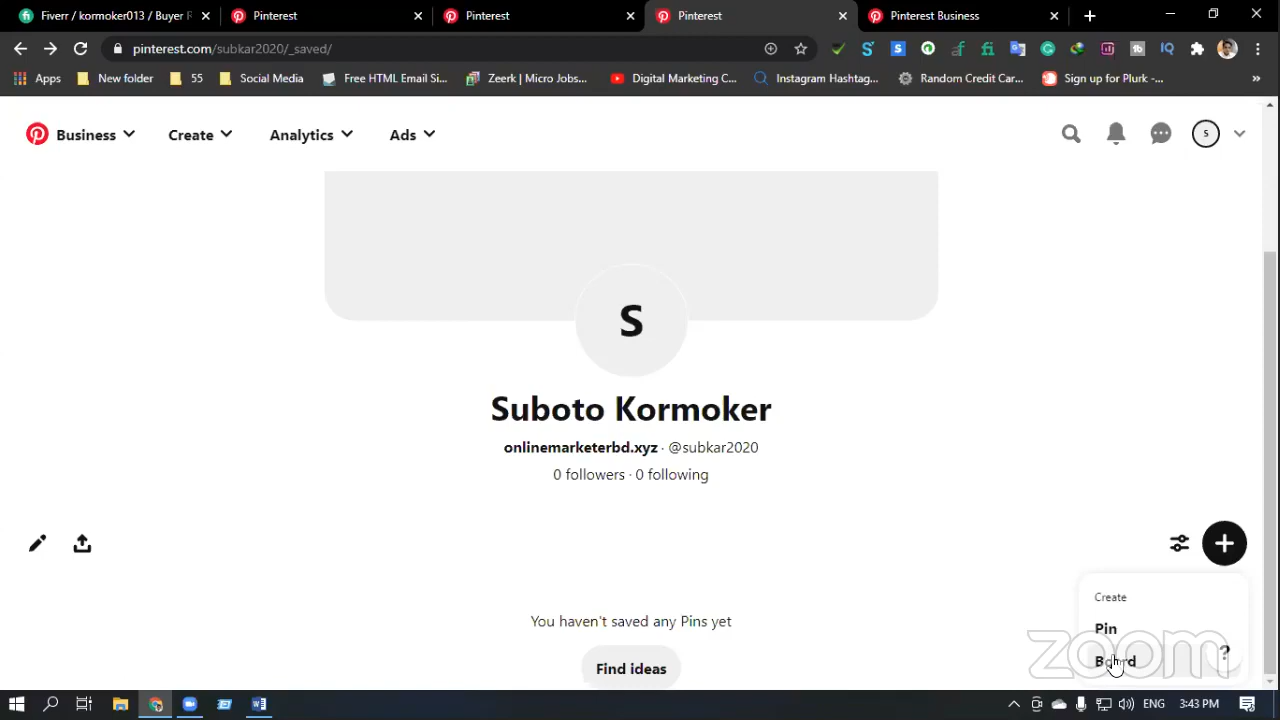 Fiverr / kormoker013 / Buyer R
Pinterest
Pinterest
Pinterest
Pinterest Business
pinterest.com/subkar2020/_saved/
Apps
New folder
55
Social Media
Free HTML Email Si...
Zeerk | Micro Jobs...
Digital Marketing C...
Instagram Hashtag...
Random Credit Car...
Sign up for Plurk -...
Business
Create
Analytics
Ads
S
S
Suboto Kormoker
onlinemarketerbd.xyz · @subkar2020
0 followers · 0 following
Create
Pin
Board
zoom
?
You haven't saved any Pins yet
Find ideas
ENG
3:43 PM